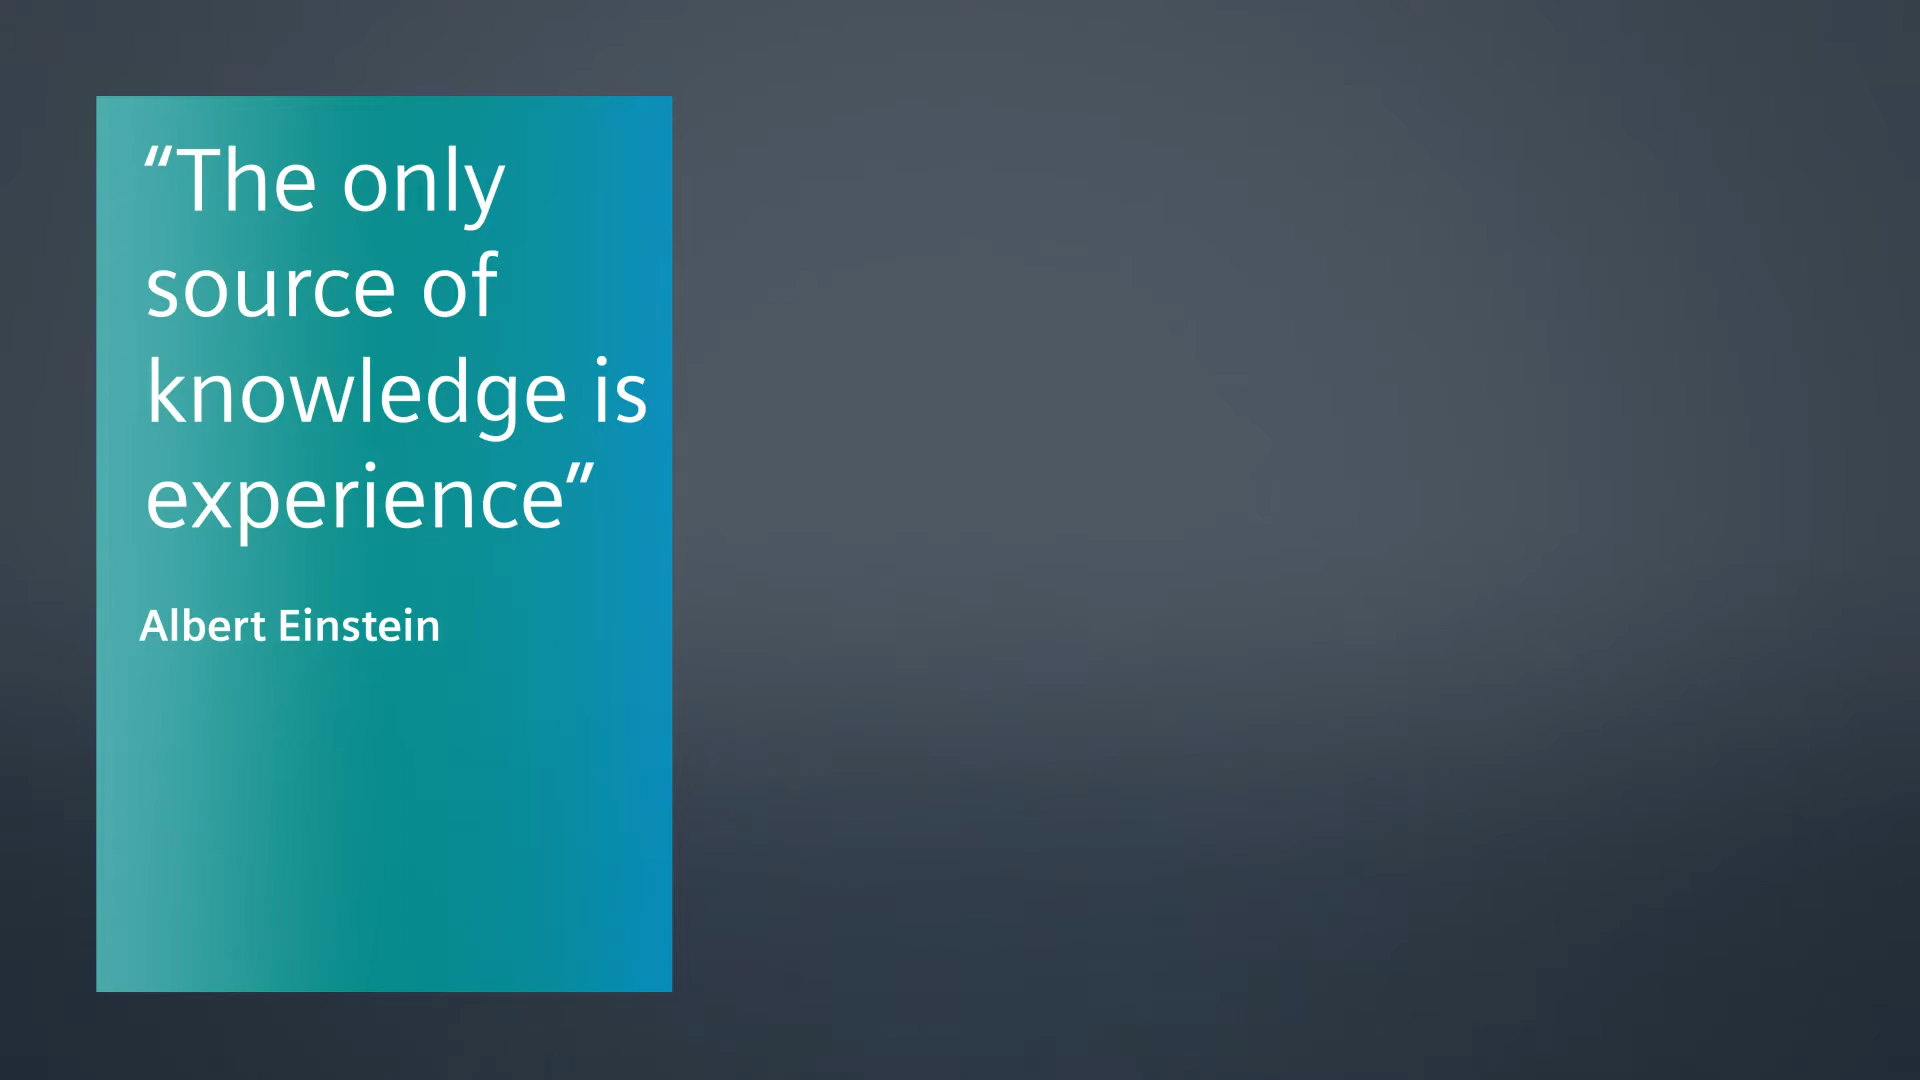 “The only
source of
knowledge is
experience”
Albert Einstein